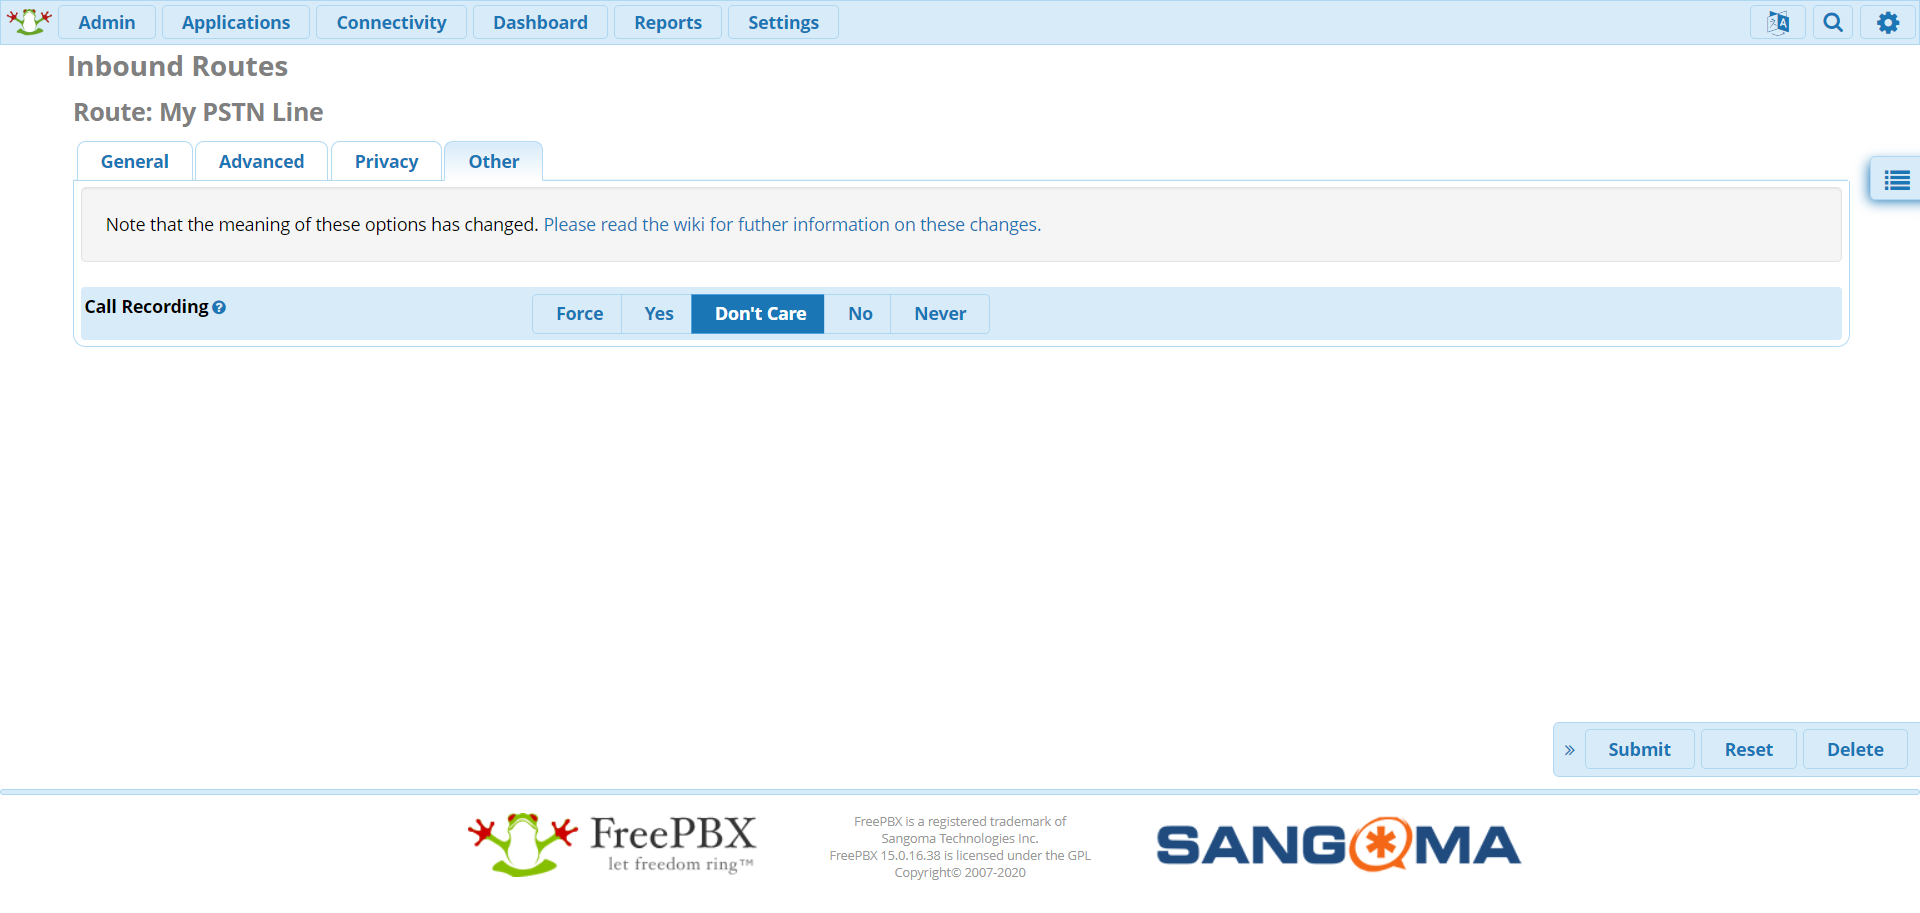 Admin Applications Connectivity Dashboard Reports Settings
Inbound Routes
Route: My PSTN Line
General Advanced Privacy Other
Note that the meaning of these options has changed. Please read the wiki for futher information on these changes.
Call Recording Force Yes Don't Care No Never
» Submit Reset Delete
FreePBX
let freedom ring™
FreePBX is a registered trademark of
Sangoma Technologies Inc.
FreePBX 15.0.16.38 is licensed under the GPL
Copyright© 2007-2020
SANGOMA